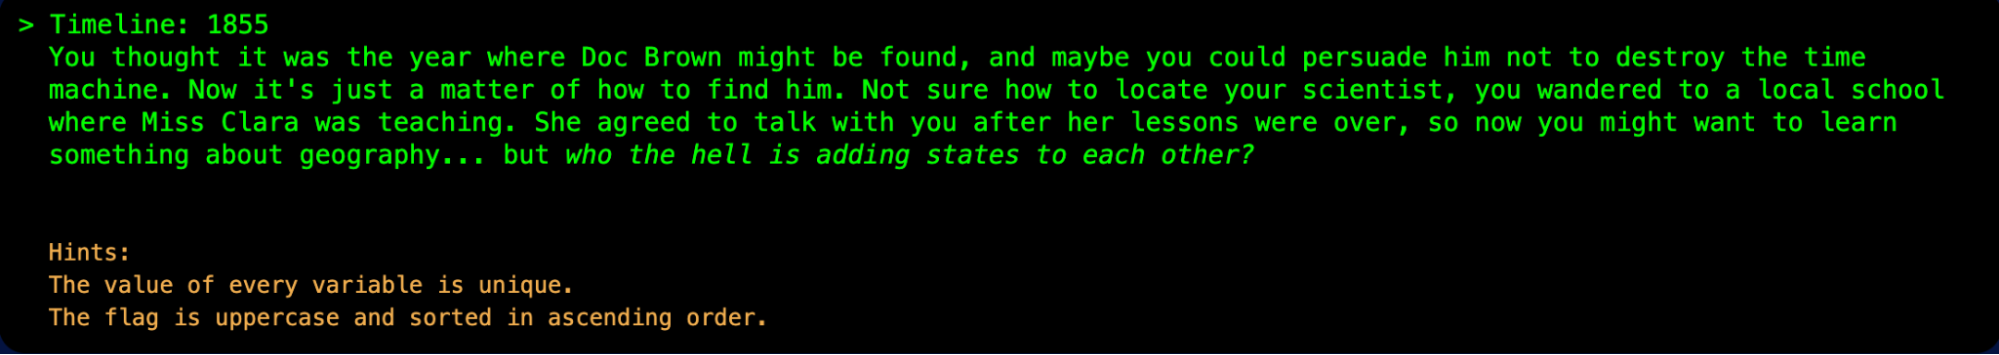 > Timeline: 1855
You thought it was the year where Doc Brown might be found, and maybe you could persuade him not to destroy the time
machine. Now it's just a matter of how to find him. Not sure how to locate your scientist, you wandered to a local school
where Miss Clara was teaching. She agreed to talk with you after her lessons were over, so now you might want to learn
something about geography... but who the hell is adding states to each other?
Hints:
The value of every variable is unique.
The flag is uppercase and sorted in ascending order.